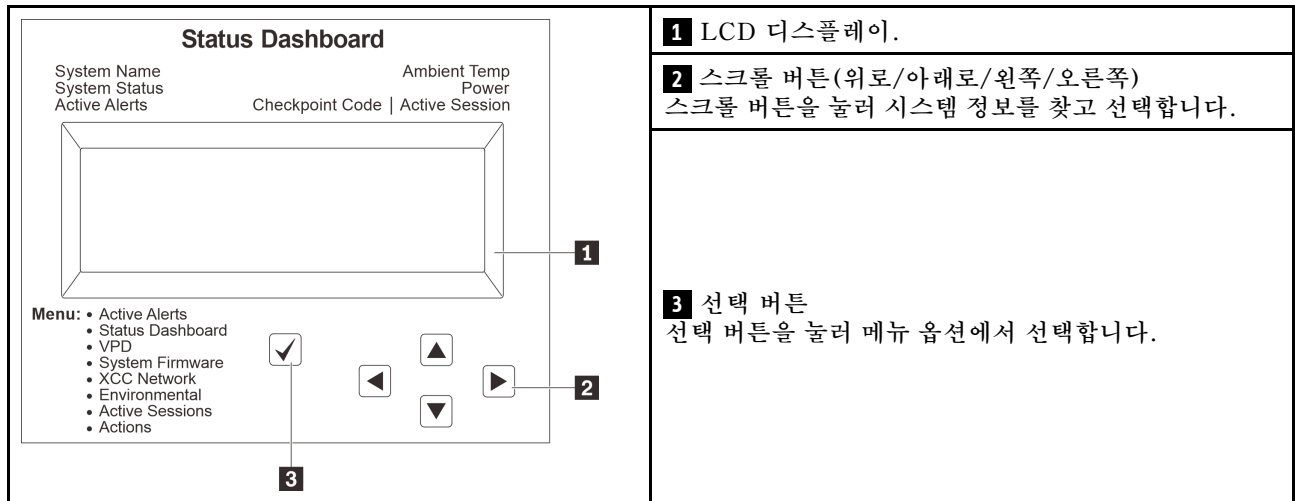 Status Dashboard
System Name
System Status
Active Alerts
Ambient Temp
Power
Checkpoint Code | Active Session
1
Menu: • Active Alerts
• Status Dashboard
• VPD
• System Firmware
• XCC Network
• Environmental
• Active Sessions
• Actions
2
3
1 LCD 디스플레이.
2 스크롤 버튼(위로/아래로/왼쪽/오른쪽)
스크롤 버튼을 눌러 시스템 정보를 찾고 선택합니다.
3 선택 버튼
선택 버튼을 눌러 메뉴 옵션에서 선택합니다.